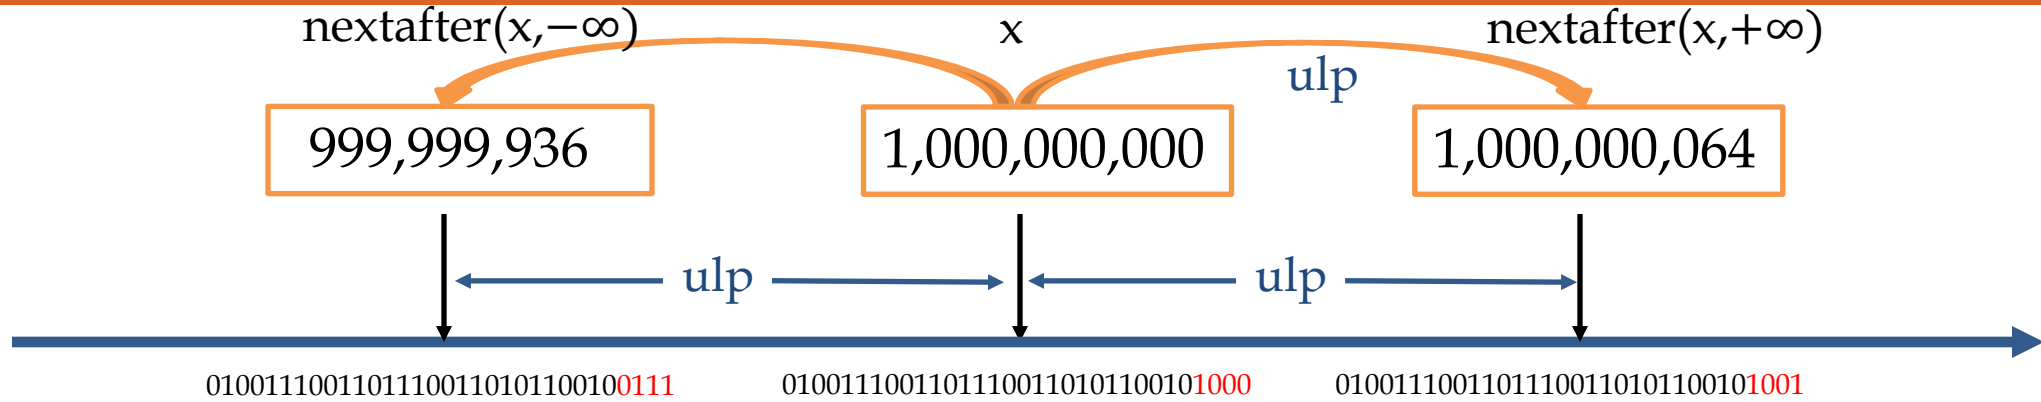 nextafter(x,−∞) x nextafter(x,+∞)
ulp
999,999,936 1,000,000,000 1,000,000,064
ulp ulp
01001110011011100110101100100111 01001110011011100110101100101000 01001110011011100110101100101001